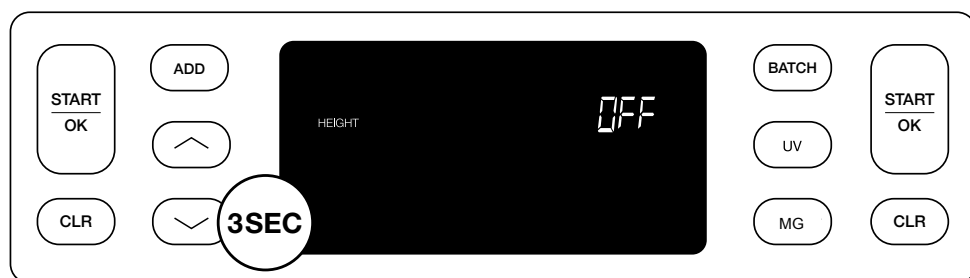 START
OK
CLR
ADD
3SEC
HEIGHT
OFF
BATCH
UV
MG
START
OK
CLR